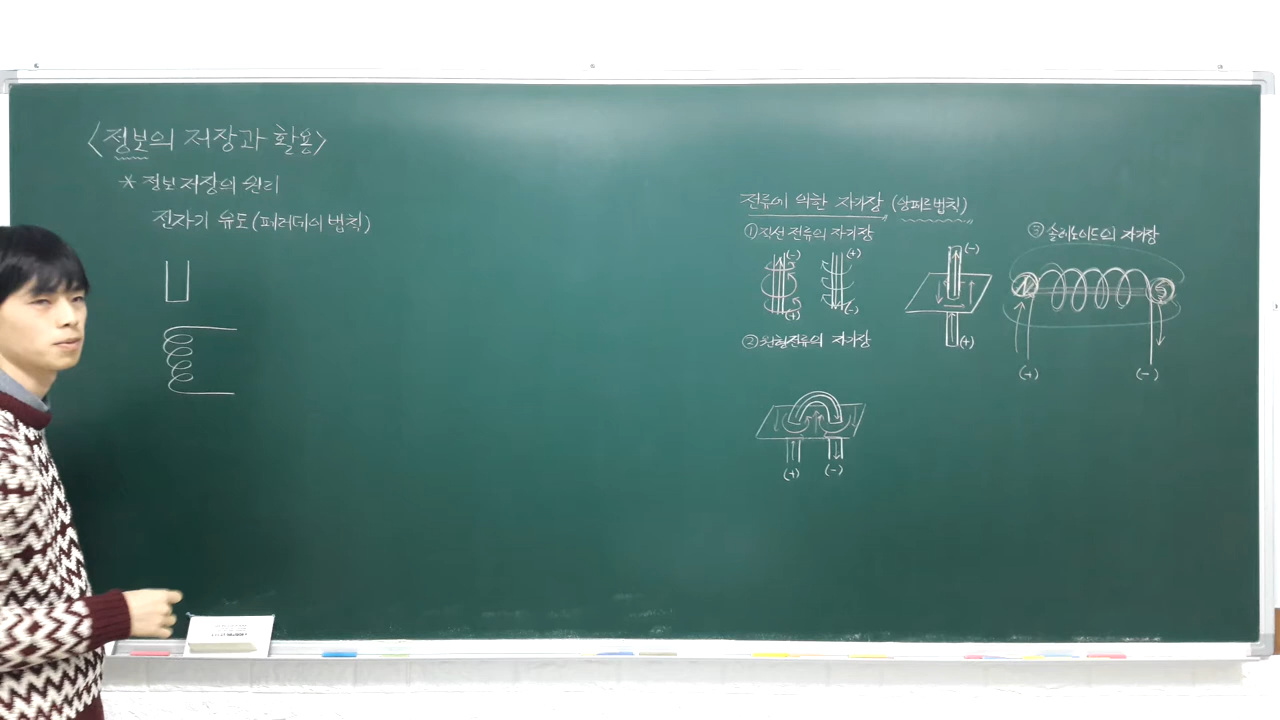 <정보의 저장과 활용>
* 정보 저장의 원리
전자기 유도(패러데이 법칙)
전류에 의한 자기장 (앙페르법칙)
① 직선 전류의 자기장
(-)
(+)
(+)
(-)
(-)
(+)
② 원형전류의 자기장
(+)
(-)
③ 솔레노이드의 자기장
N
S
(+)
(-)